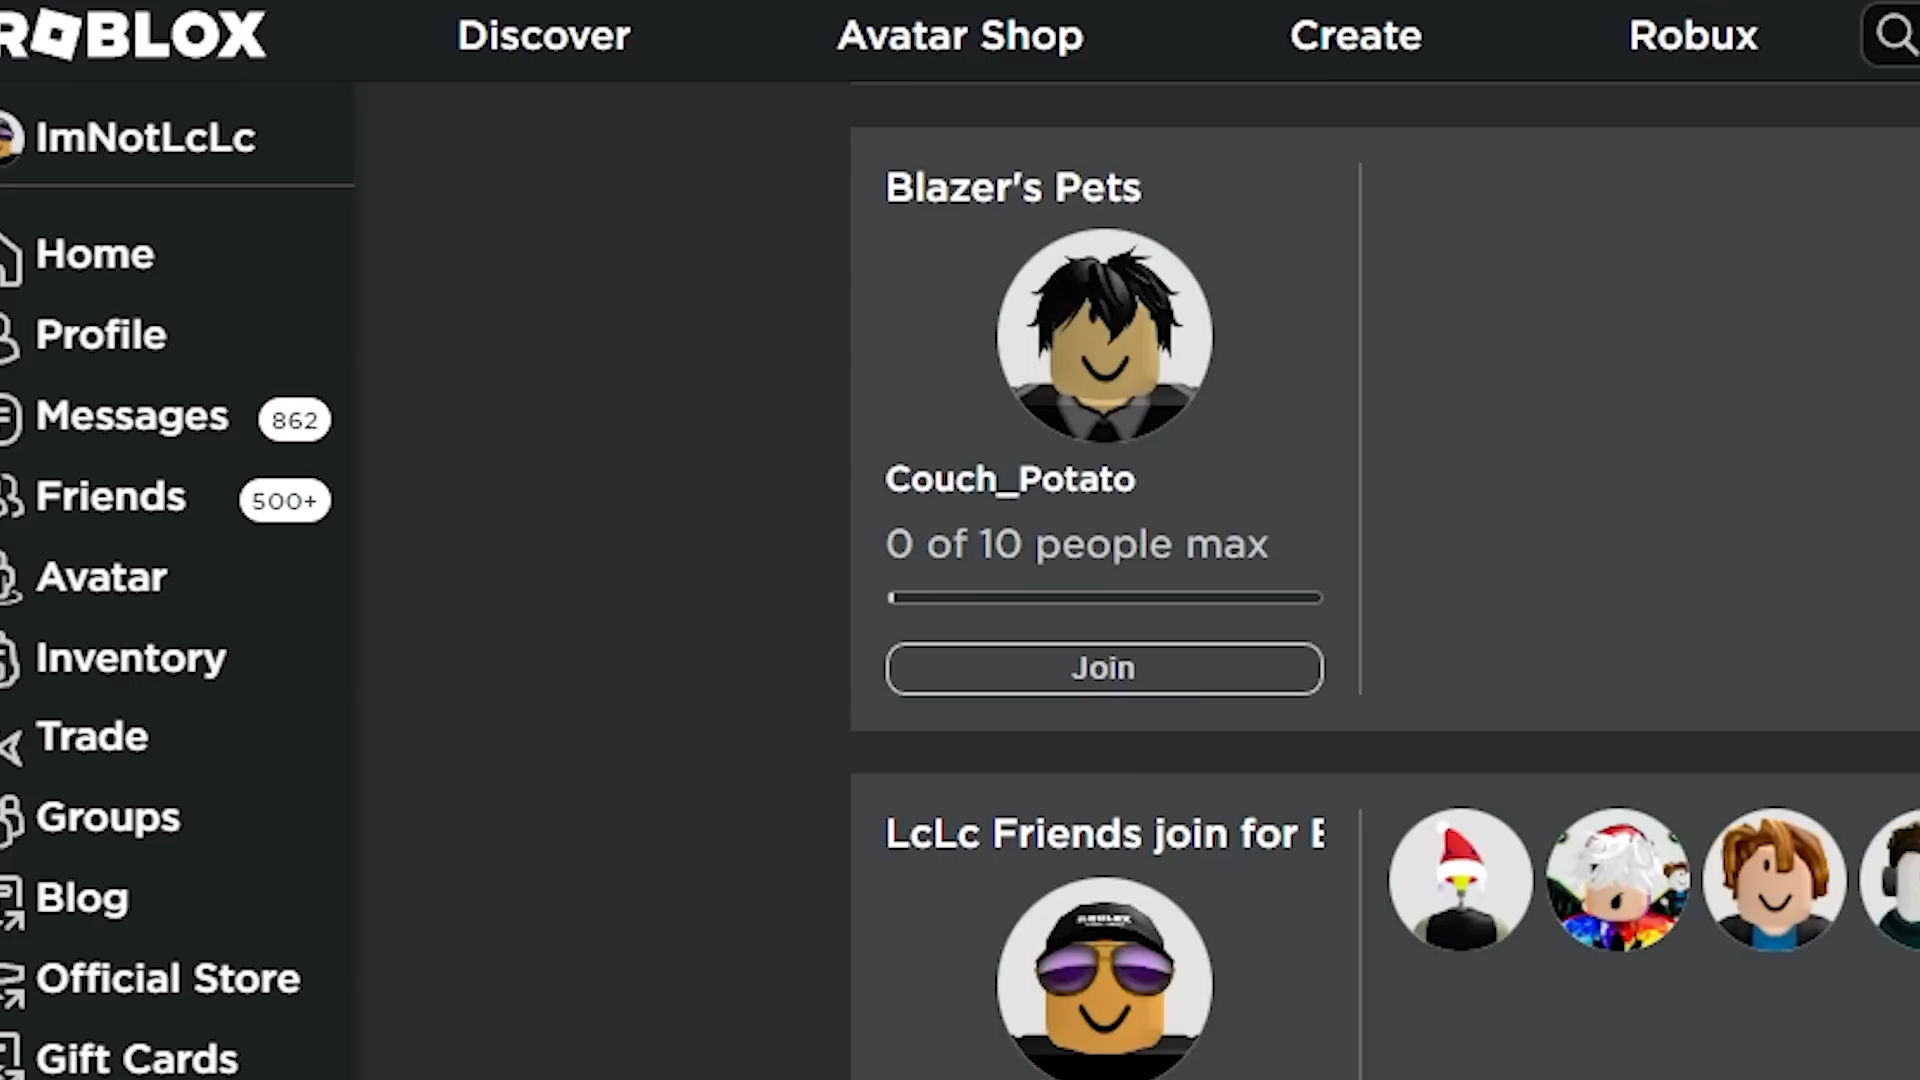 ROBLOX
Discover
Avatar Shop
Create
Robux
ImNotLcLc
Home
Profile
Messages 862
Friends 500+
Avatar
Inventory
Trade
Groups
Blog
Official Store
Gift Cards
Blazer's Pets
Couch_Potato
0 of 10 people max
Join
LcLc Friends join for
ROBLOX